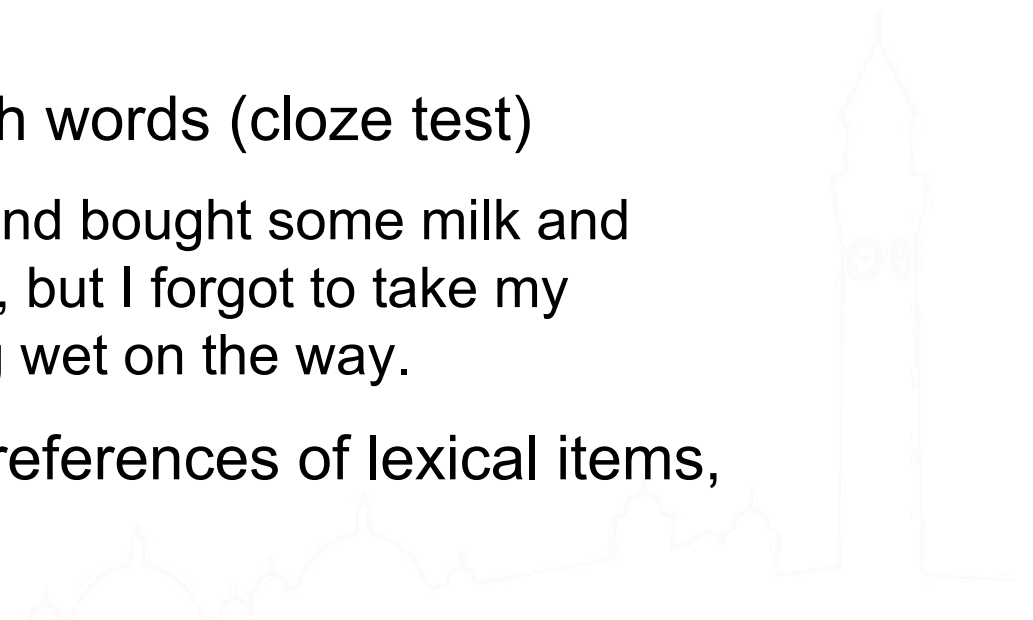 h words (cloze test)
nd bought some milk and
, but I forgot to take my
g wet on the way.
references of lexical items,